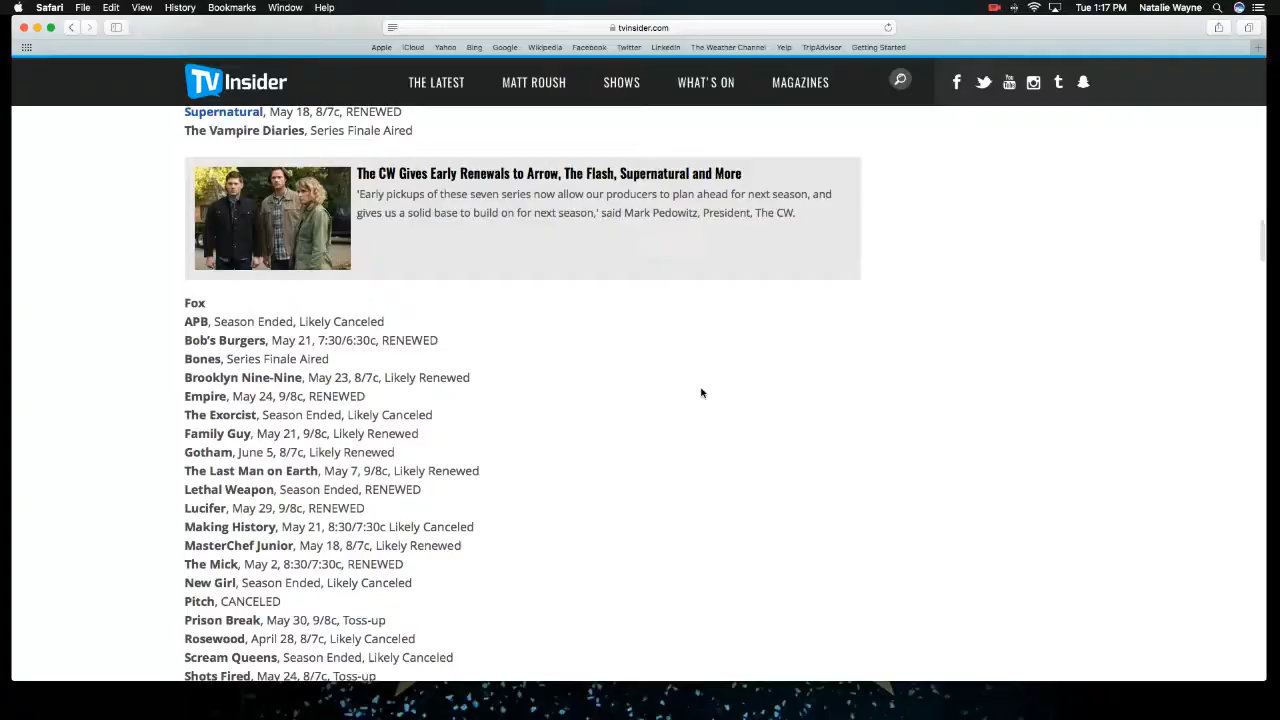 Safari File Edit View History Bookmarks Window Help Tue 1:17 PM Natalie Wayne
tvinsider.com
Apple iCloud Yahoo Bing Google Wikipedia Facebook Twitter LinkedIn The Weather Channel Yelp TripAdvisor Getting Started
TV Insider THE LATEST MATT ROUSH SHOWS WHAT'S ON MAGAZINES
Supernatural, May 18, 8/7c, RENEWED
The Vampire Diaries, Series Finale Aired
The CW Gives Early Renewals to Arrow, The Flash, Supernatural and More
'Early pickups of these seven series now allow our producers to plan ahead for next season, and
gives us a solid base to build on for next season,' said Mark Pedowitz, President, The CW.
Fox
APB, Season Ended, Likely Canceled
Bob's Burgers, May 21, 7:30/6:30c, RENEWED
Bones, Series Finale Aired
Brooklyn Nine-Nine, May 23, 8/7c, Likely Renewed
Empire, May 24, 9/8c, RENEWED
The Exorcist, Season Ended, Likely Canceled
Family Guy, May 21, 9/8c, Likely Renewed
Gotham, June 5, 8/7c, Likely Renewed
The Last Man on Earth, May 7, 9/8c, Likely Renewed
Lethal Weapon, Season Ended, RENEWED
Lucifer, May 29, 9/8c, RENEWED
Making History, May 21, 8:30/7:30c Likely Canceled
MasterChef Junior, May 18, 8/7c, Likely Renewed
The Mick, May 2, 8:30/7:30c, RENEWED
New Girl, Season Ended, Likely Canceled
Pitch, CANCELED
Prison Break, May 30, 9/8c, Toss-up
Rosewood, April 28, 8/7c, Likely Canceled
Scream Queens, Season Ended, Likely Canceled
Shots Fired, May 24, 8/7c, Toss-up